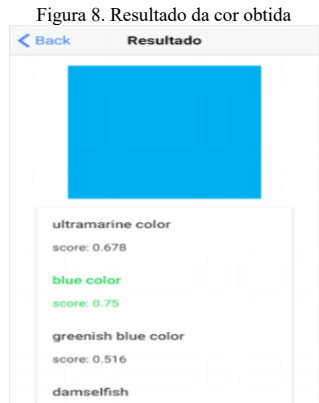 Figura 8. Resultado da cor obtida
Back Resultado
ultramarine color
score: 0.678
blue color
score: 0.75
greenish blue color
score: 0.516
damselfish